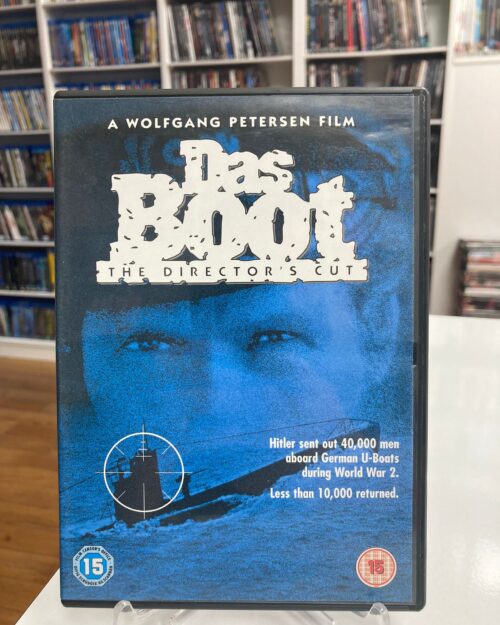 A WOLFGANG PETERSEN FILM
Das
Boot
THE DIRECTOR'S CUT
Hitler sent out 40,000 men
aboard German U-Boats
during World War 2.
Less than 10,000 returned.
15
15